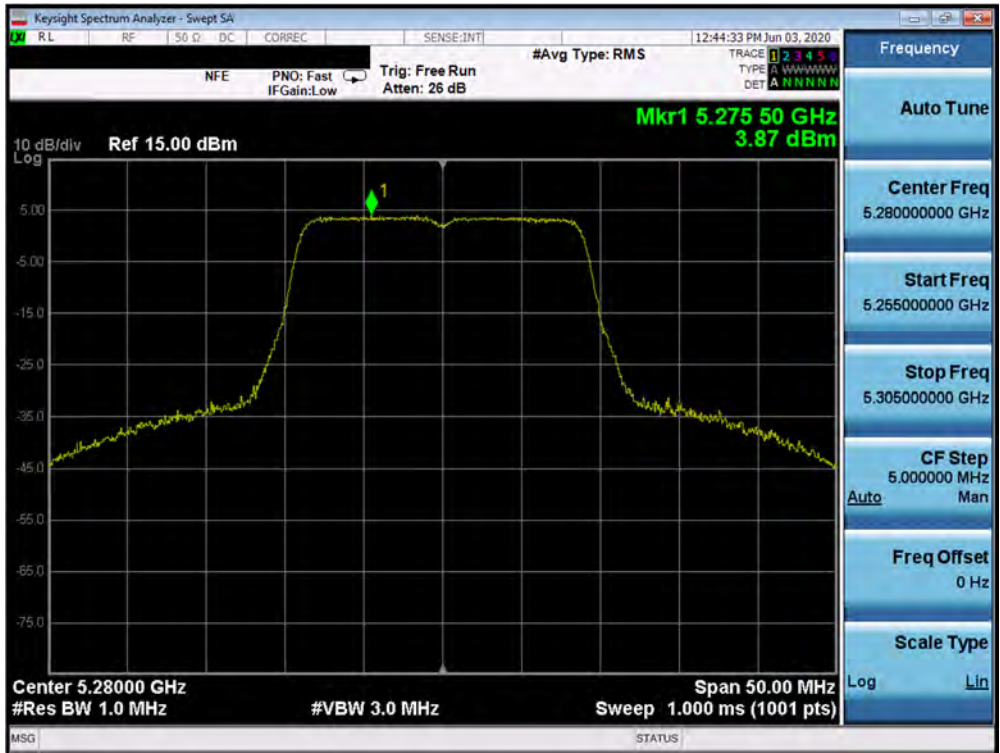 Keysight Spectrum Analyzer - Swept SA
LXI RL RF 50 Ω DC CORREC SENSE:INT 12:44:33 PM Jun 03, 2020
#Avg Type: RMS TRACE 1 2 3 4 5 6
NFE PNO: Fast Trig: Free Run TYPE A WWWWW
IFGain:Low Atten: 26 dB DET A N N N N N
Mkr1 5.275 50 GHz
3.87 dBm
10 dB/div Ref 15.00 dBm
Log
1
5.00
-5.00
-15.0
-25.0
-35.0
-45.0
-55.0
-65.0
-75.0
Center 5.28000 GHz Span 50.00 MHz
#Res BW 1.0 MHz #VBW 3.0 MHz Sweep 1.000 ms (1001 pts)
MSG STATUS
Frequency
Auto Tune
Center Freq
5.280000000 GHz
Start Freq
5.255000000 GHz
Stop Freq
5.305000000 GHz
CF Step
5.000000 MHz
Auto Man
Freq Offset
0 Hz
Scale Type
Log Lin